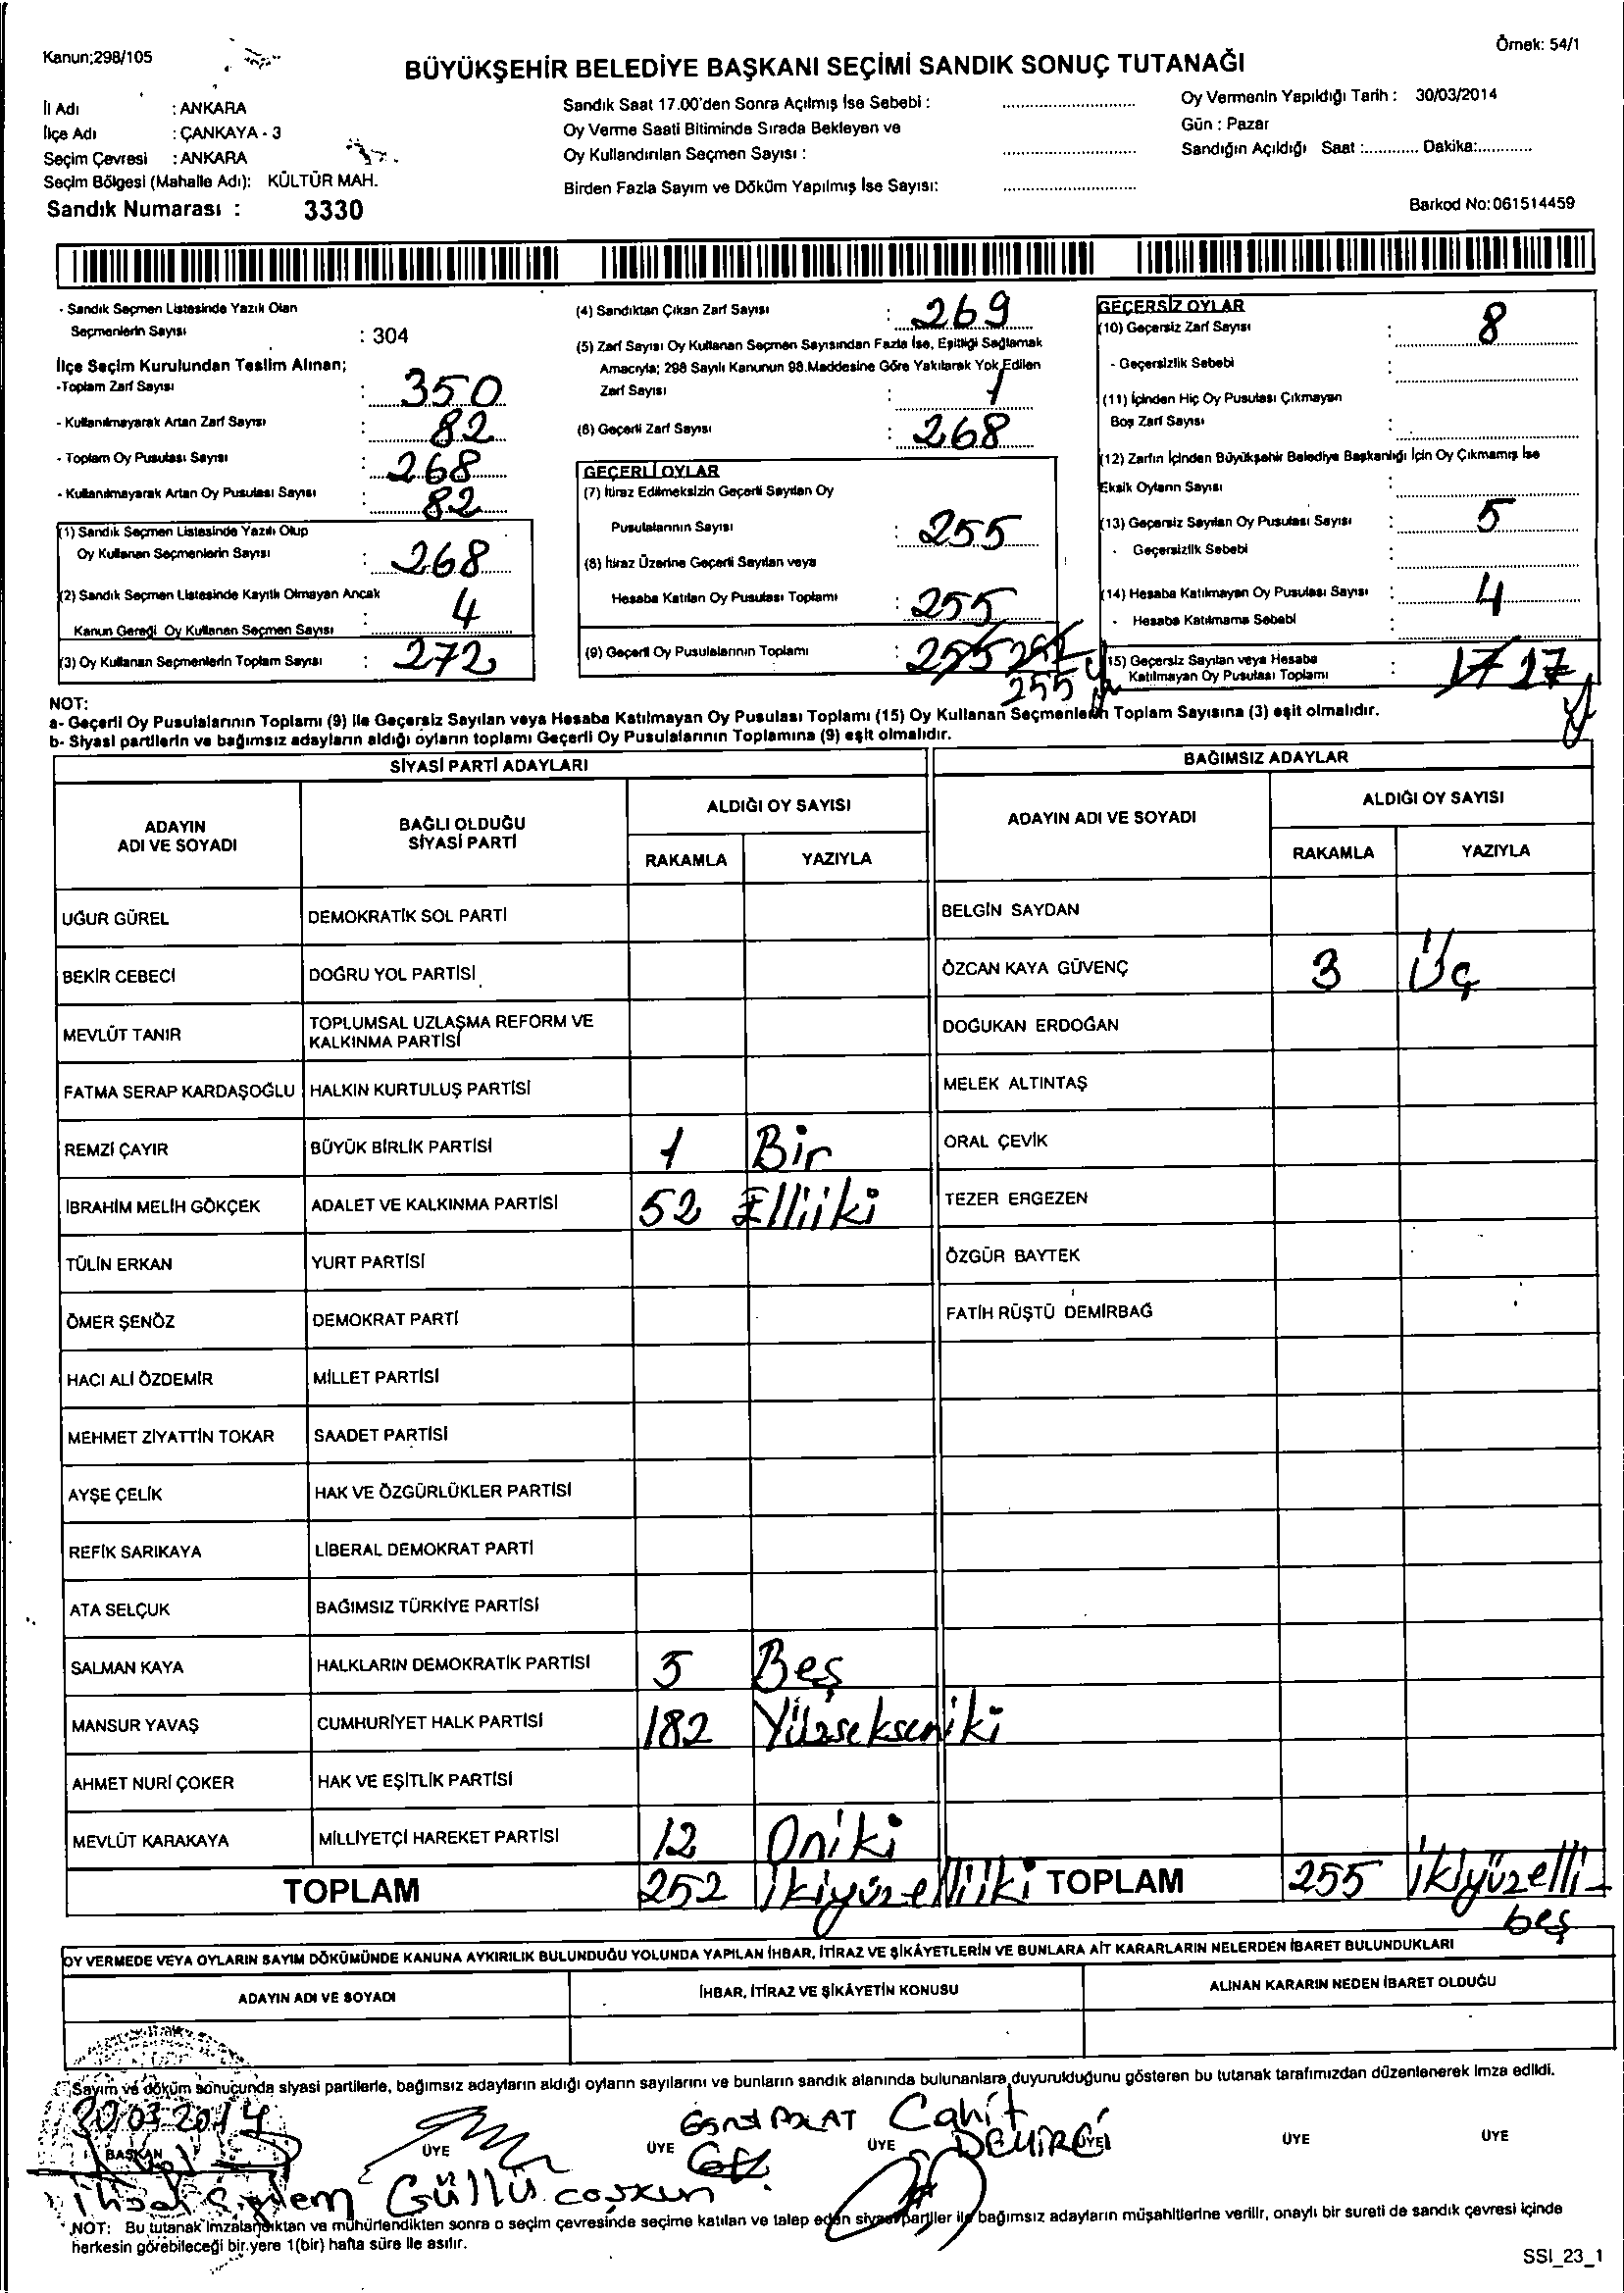 Kanun;298/105
Örnek: 54/1
BÜYÜKŞEHİR BELEDİYE BAŞKANI SEÇİMİ SANDIK SONUÇ TUTANAĞI
İl Adı : ANKARA
İlçe Adı : ÇANKAYA - 3
Seçim Çevresi : ANKARA
Seçim Bölgesi (Mahalle Adı): KÜLTÜR MAH.
Sandık Numarası : 3330
Sandık Saat 17.00'den Sonra Açılmış İse Sebebi :
Oy Verme Saati Bitiminde Sırada Bekleyen ve
Oy Kullandırılan Seçmen Sayısı :
Birden Fazla Sayım ve Döküm Yapılmış İse Sayısı:
Oy Vermenin Yapıldığı Tarih : 30/03/2014
Gün : Pazar
Sandığın Açıldığı Saat :............ Dakika:............
Barkod No:061514459
- Sandık Seçmen Listesinde Yazılı Olan
Seçmenlerin Sayısı : 304
İlçe Seçim Kurulundan Teslim Alınan;
-Toplam Zarf Sayısı : 350
- Kullanılmayarak Artan Zarf Sayısı : 82
- Toplam Oy Pusulası Sayısı : 268
- Kullanılmayarak Artan Oy Pusulası Sayısı : 82
(1) Sandık Seçmen Listesinde Yazılı Olup
Oy Kullanan Seçmenlerin Sayısı : 268
(2) Sandık Seçmen Listesinde Kayıtlı Olmayan Ancak
Kanun Gereği Oy Kullanan Seçmen Sayısı : 4
(3) Oy Kullanan Seçmenlerin Toplam Sayısı : 272
(4) Sandıktan Çıkan Zarf Sayısı : 269
(5) Zarf Sayısı Oy Kullanan Seçmen Sayısından Fazla İse, Eşitliği Sağlamak
Amacıyla; 298 Sayılı Kanunun 98.Maddesine Göre Yakılarak Yok Edilen
Zarf Sayısı : 1
(6) Geçerli Zarf Sayısı : 268
GEÇERLİ OYLAR
(7) İtiraz Edilmeksizin Geçerli Sayılan Oy
Pusulalarının Sayısı : 255
(8) İtiraz Üzerine Geçerli Sayılan veya
Hesaba Katılan Oy Pusulası Toplamı : 255
(9) Geçerli Oy Pusulalarının Toplamı : 255
255
GEÇERSİZ OYLAR
(10) Geçersiz Zarf Sayısı : 8
- Geçersizlik Sebebi :
(11) İçinden Hiç Oy Pusulası Çıkmayan
Boş Zarf Sayısı :
(12) Zarfın İçinden Büyükşehir Belediye Başkanlığı İçin Oy Çıkmamış İse
Eksik Oyların Sayısı :
(13) Geçersiz Sayılan Oy Pusulası Sayısı : 5
- Geçersizlik Sebebi :
(14) Hesaba Katılmayan Oy Pusulası Sayısı : 4
- Hesaba Katılmama Sebebi :
(15) Geçersiz Sayılan veya Hesaba
Katılmayan Oy Pusulası Toplamı : 17 17
NOT:
a- Geçerli Oy Pusulalarının Toplamı (9) ile Geçersiz Sayılan veya Hesaba Katılmayan Oy Pusulası Toplamı (15) Oy Kullanan Seçmenlerin Toplam Sayısına (3) eşit olmalıdır.
b- Siyasi partilerin ve bağımsız adayların aldığı oyların toplamı Geçerli Oy Pusulalarının Toplamına (9) eşit olmalıdır.
SİYASİ PARTİ ADAYLARI
BAĞIMSIZ ADAYLAR
ADAYIN
ADI VE SOYADI
BAĞLI OLDUĞU
SİYASİ PARTİ
ALDIĞI OY SAYISI
RAKAMLA YAZIYLA
ADAYIN ADI VE SOYADI
ALDIĞI OY SAYISI
RAKAMLA YAZIYLA
UĞUR GÜREL DEMOKRATİK SOL PARTİ BELGİN SAYDAN
BEKİR CEBECİ DOĞRU YOL PARTİSİ ÖZCAN KAYA GÜVENÇ 3 Üç
MEVLÜT TANIR TOPLUMSAL UZLAŞMA REFORM VE
KALKINMA PARTİSİ DOĞUKAN ERDOĞAN
FATMA SERAP KARDAŞOĞLU HALKIN KURTULUŞ PARTİSİ MELEK ALTINTAŞ
REMZİ ÇAYIR BÜYÜK BİRLİK PARTİSİ 1 Bir ORAL ÇEVİK
İBRAHİM MELİH GÖKÇEK ADALET VE KALKINMA PARTİSİ 52 Elliiki TEZER ERGEZEN
TÜLİN ERKAN YURT PARTİSİ ÖZGÜR BAYTEK
ÖMER ŞENÖZ DEMOKRAT PARTİ FATİH RÜŞTÜ DEMİRBAĞ
HACI ALİ ÖZDEMİR MİLLET PARTİSİ
MEHMET ZİYATTİN TOKAR SAADET PARTİSİ
AYŞE ÇELİK HAK VE ÖZGÜRLÜKLER PARTİSİ
REFİK SARIKAYA LİBERAL DEMOKRAT PARTİ
ATA SELÇUK BAĞIMSIZ TÜRKİYE PARTİSİ
SALMAN KAYA HALKLARIN DEMOKRATİK PARTİSİ 5 Beş
MANSUR YAVAŞ CUMHURİYET HALK PARTİSİ 182 Yüzsekseniki
AHMET NURİ ÇOKER HAK VE EŞİTLİK PARTİSİ
MEVLÜT KARAKAYA MİLLİYETÇİ HAREKET PARTİSİ 12 Oniki
TOPLAM 252 ikiyüzelliiki TOPLAM 255 ikiyüzelli-
beş
OY VERMEDE VEYA OYLARIN SAYIM DÖKÜMÜNDE KANUNA AYKIRILIK BULUNDUĞU YOLUNDA YAPILAN İHBAR, İTİRAZ VE ŞİKÂYETLERİN VE BUNLARA AİT KARARLARIN NELERDEN İBARET BULUNDUKLARI
ADAYIN ADI VE SOYADI İHBAR, İTİRAZ VE ŞİKÂYETİN KONUSU ALINAN KARARIN NEDEN İBARET OLDUĞU
Sayım ve döküm sonucunda siyasi partilerle, bağımsız adayların aldığı oyların sayılarını ve bunların sandık alanında bulunanlara duyurulduğunu gösteren bu tutanak tarafımızdan düzenlenerek imza edildi.
30.03.2014
POLAT Cahit
DEMİRCİ
BAŞKAN ÜYE ÜYE ÜYE ÜYE ÜYE ÜYE
ihsan Güllü coşkun
NOT: Bu tutanak imzalandıktan ve mühürlendikten sonra o seçim çevresinde seçime katılan ve talep eden siyasi partiler ile bağımsız adayların müşahitlerine verilir, onaylı bir sureti de sandık çevresi içinde
herkesin görebileceği bir yere 1(bir) hafta süre ile asılır.
SSI_23_1